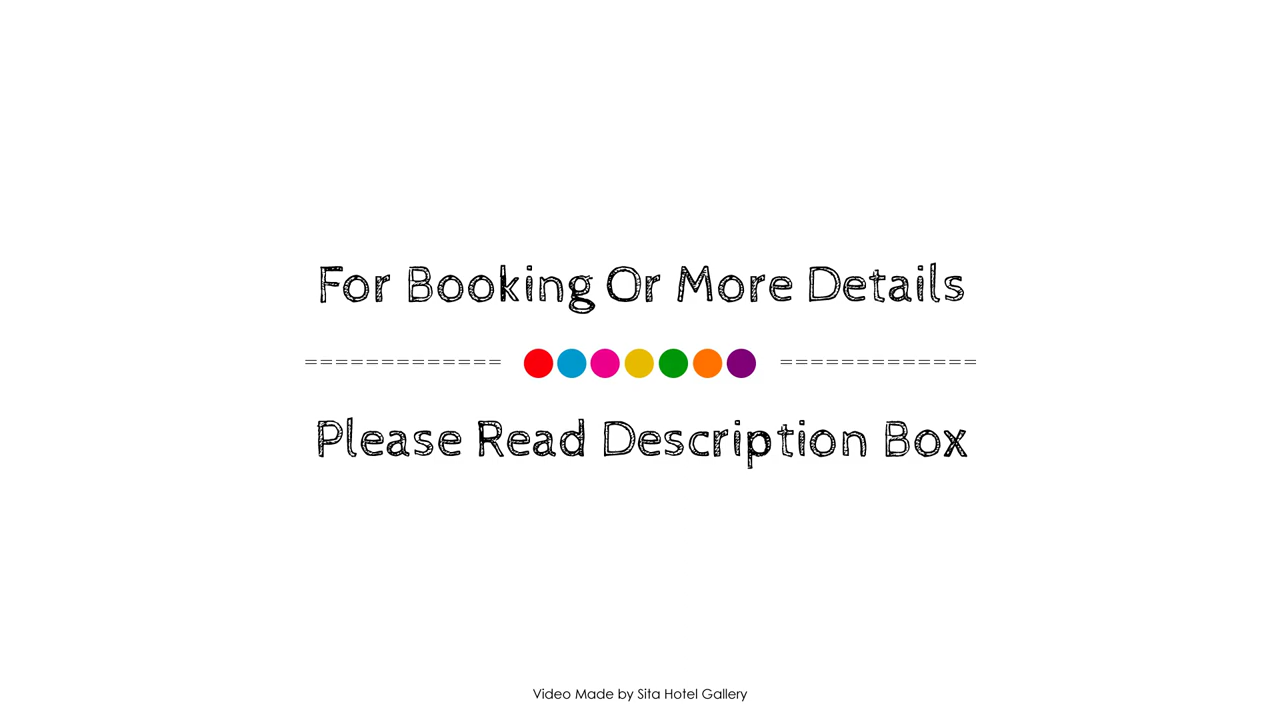 For Booking Or More Details
============= =============
Please Read Description Box
Video Made by Sita Hotel Gallery